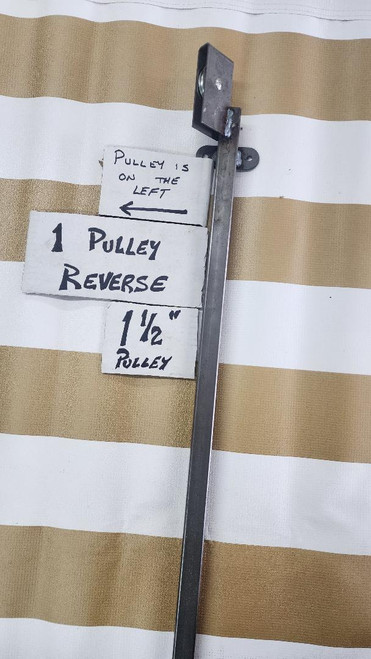 PULLEY IS
ON THE
LEFT
1 PULLEY
REVERSE
1 1/2"
PULLEY